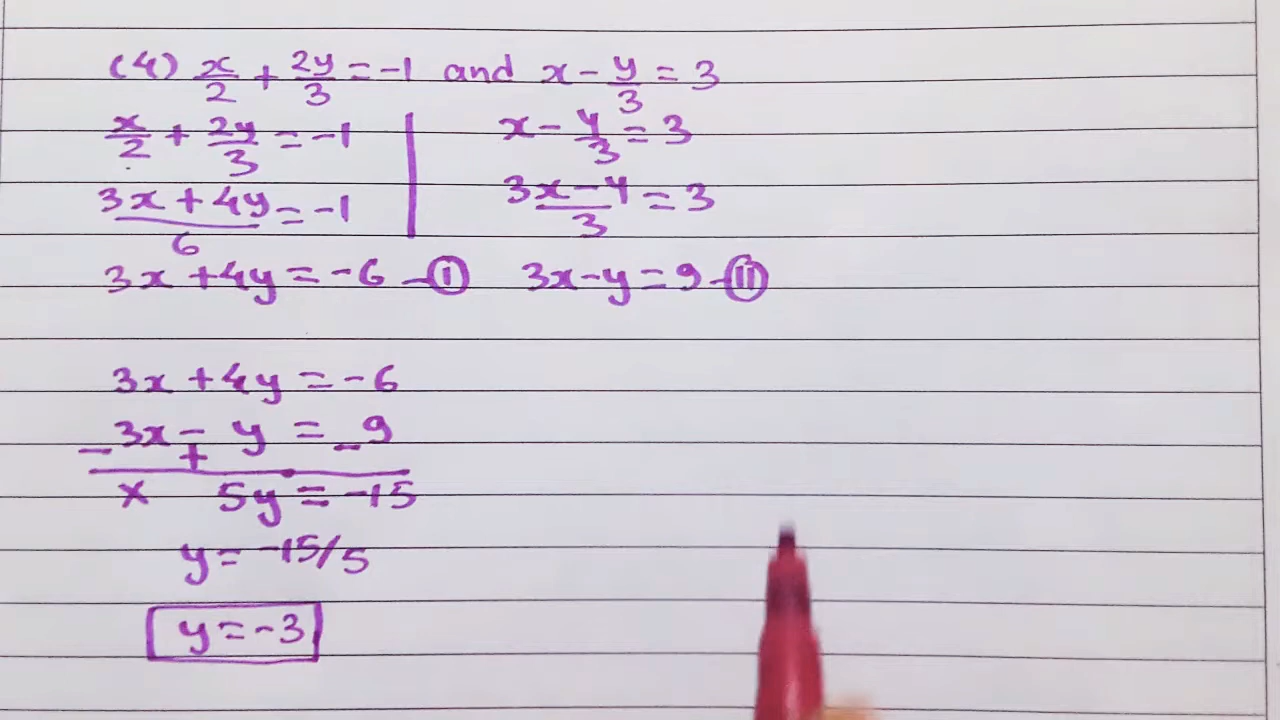 (4) x/2 + 2y/3 = -1 and x - y/3 = 3
x/2 + 2y/3 = -1
3x + 4y/6 = -1
3x + 4y = -6 - (I)
x - y/3 = 3
3x - y/3 = 3
3x - y = 9 - (II)
3x + 4y = -6
3x - y = 9
- + -
x 5y = -15
y = -15/5
y = -3